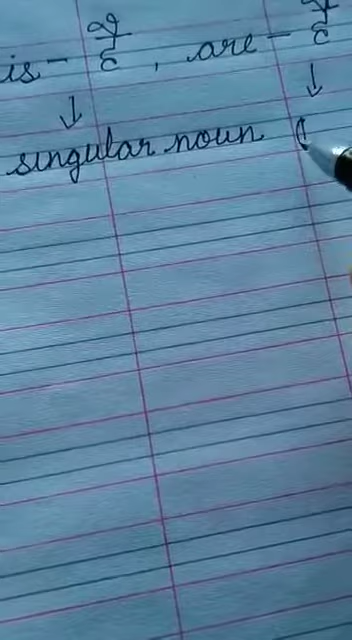 is - है, are - हैं
↓ ↓
singular noun